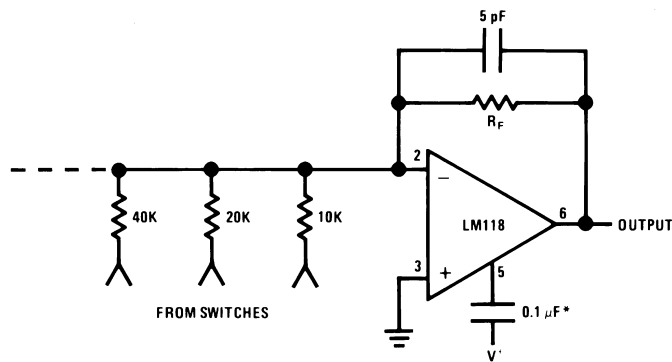 5 pF
R_F
2
40K
20K
10K
LM118
6
OUTPUT
3
5
FROM SWITCHES
0.1 μF*